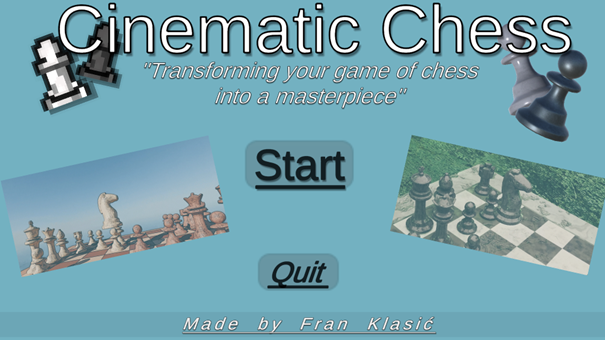 Cinematic Chess
"Transforming your game of chess
into a masterpiece"
Start
Quit
Made by Fran Klasić